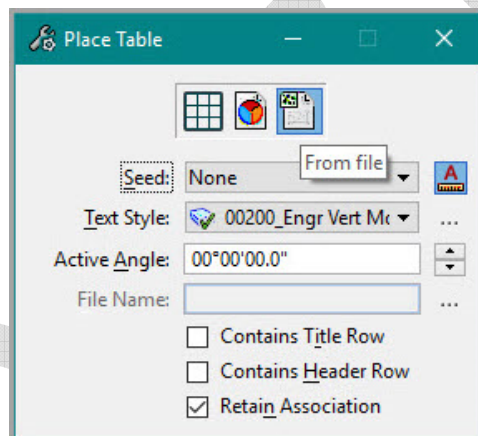 Place Table
From file
Seed: None
A
Text Style: 00200_Engr Vert Mo ...
Active Angle: 00°00'00.0"
File Name: ...
Contains Title Row
Contains Header Row
Retain Association